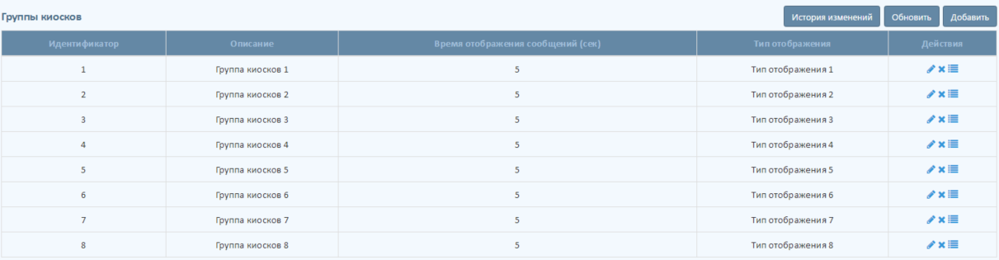 Группы киосков История изменений Обновить Добавить
Идентификатор Описание Время отображения сообщений (сек) Тип отображения Действия
1 Группа киосков 1 5 Тип отображения 1
2 Группа киосков 2 5 Тип отображения 2
3 Группа киосков 3 5 Тип отображения 3
4 Группа киосков 4 5 Тип отображения 4
5 Группа киосков 5 5 Тип отображения 5
6 Группа киосков 6 5 Тип отображения 6
7 Группа киосков 7 5 Тип отображения 7
8 Группа киосков 8 5 Тип отображения 8